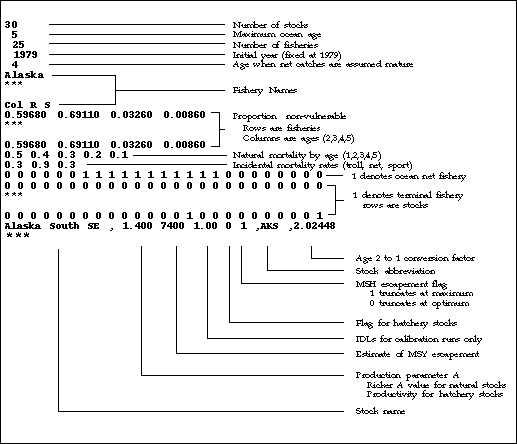 30 Number of stocks
5 Maximum ocean age
25 Number of fisheries
1979 Initial year (fixed at 1979)
4 Age when net catches are assumed mature
Alaska
***
Fishery Names
Col R S
0.59680 0.69110 0.03260 0.00860 Proportion non-vulnerable
*** Rows are fisheries
Columns are ages (2,3,4,5)
0.59680 0.69110 0.03260 0.00860
0.5 0.4 0.3 0.2 0.1 Natural mortality by age (1,2,3,4,5)
0.3 0.9 0.3 Incidental mortality rates (troll, net, sport)
0 0 0 0 0 0 1 1 1 1 1 1 1 1 1 1 1 0 0 0 0 0 0 0 0 1 denotes ocean net fishery
0 0 0 0 0 0 0 0 0 0 0 0 0 0 0 0 0 0 0 0 0 0 0 0 0
*** 1 denotes terminal fishery
rows are stocks
0 0 0 0 0 0 0 0 0 0 0 0 0 0 1 0 0 0 0 0 0 0 0 0 1
Alaska South SE , 1.400 7400 1.00 0 1 ,AKS ,2.02448
***
Age 2 to 1 conversion factor
Stock abbreviation
MSH escapement flag
1 truncates at maximum
0 truncates at optimum
Flag for hatchery stocks
IDLs for calibration runs only
Estimate of MSY escapement
Production parameter A
Ricker A value for natural stocks
Productivity for hatchery stocks
Stock name